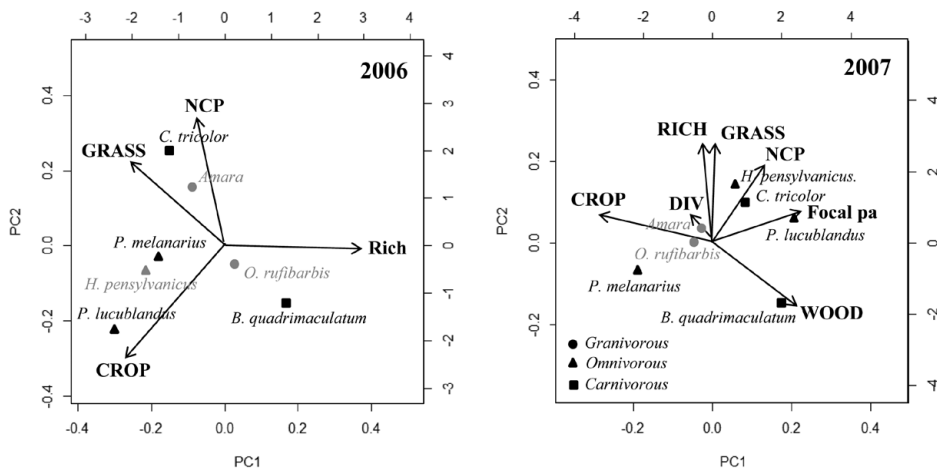 -3 -2 -1 0 1 2 3 4
2006
NCP
C. tricolor
GRASS
Amara
P. melanarius
H. pensylvanicus
P. lucublandus
CROP
Rich
O. rufibarbis
B. quadrimaculatum
0.4
0.2
0.0
-0.2
-0.4
PC2
4
3
2
1
0
-1
-2
-3
-0.4 -0.2 0.0 0.2 0.4
PC1
-4 -2 0 2 4
2007
RICH GRASS
NCP
H. pensylvanicus.
C. tricolor
CROP
DIV
Focal pa
Amara
P. lucublandus
O. rufibarbis
P. melanarius
B. quadrimaculatum
WOOD
Granivorous
Omnivorous
Carnivorous
0.4
0.2
0.0
-0.2
PC2
4
2
0
-2
-4
-0.4 -0.2 0.0 0.2 0.4
PC1